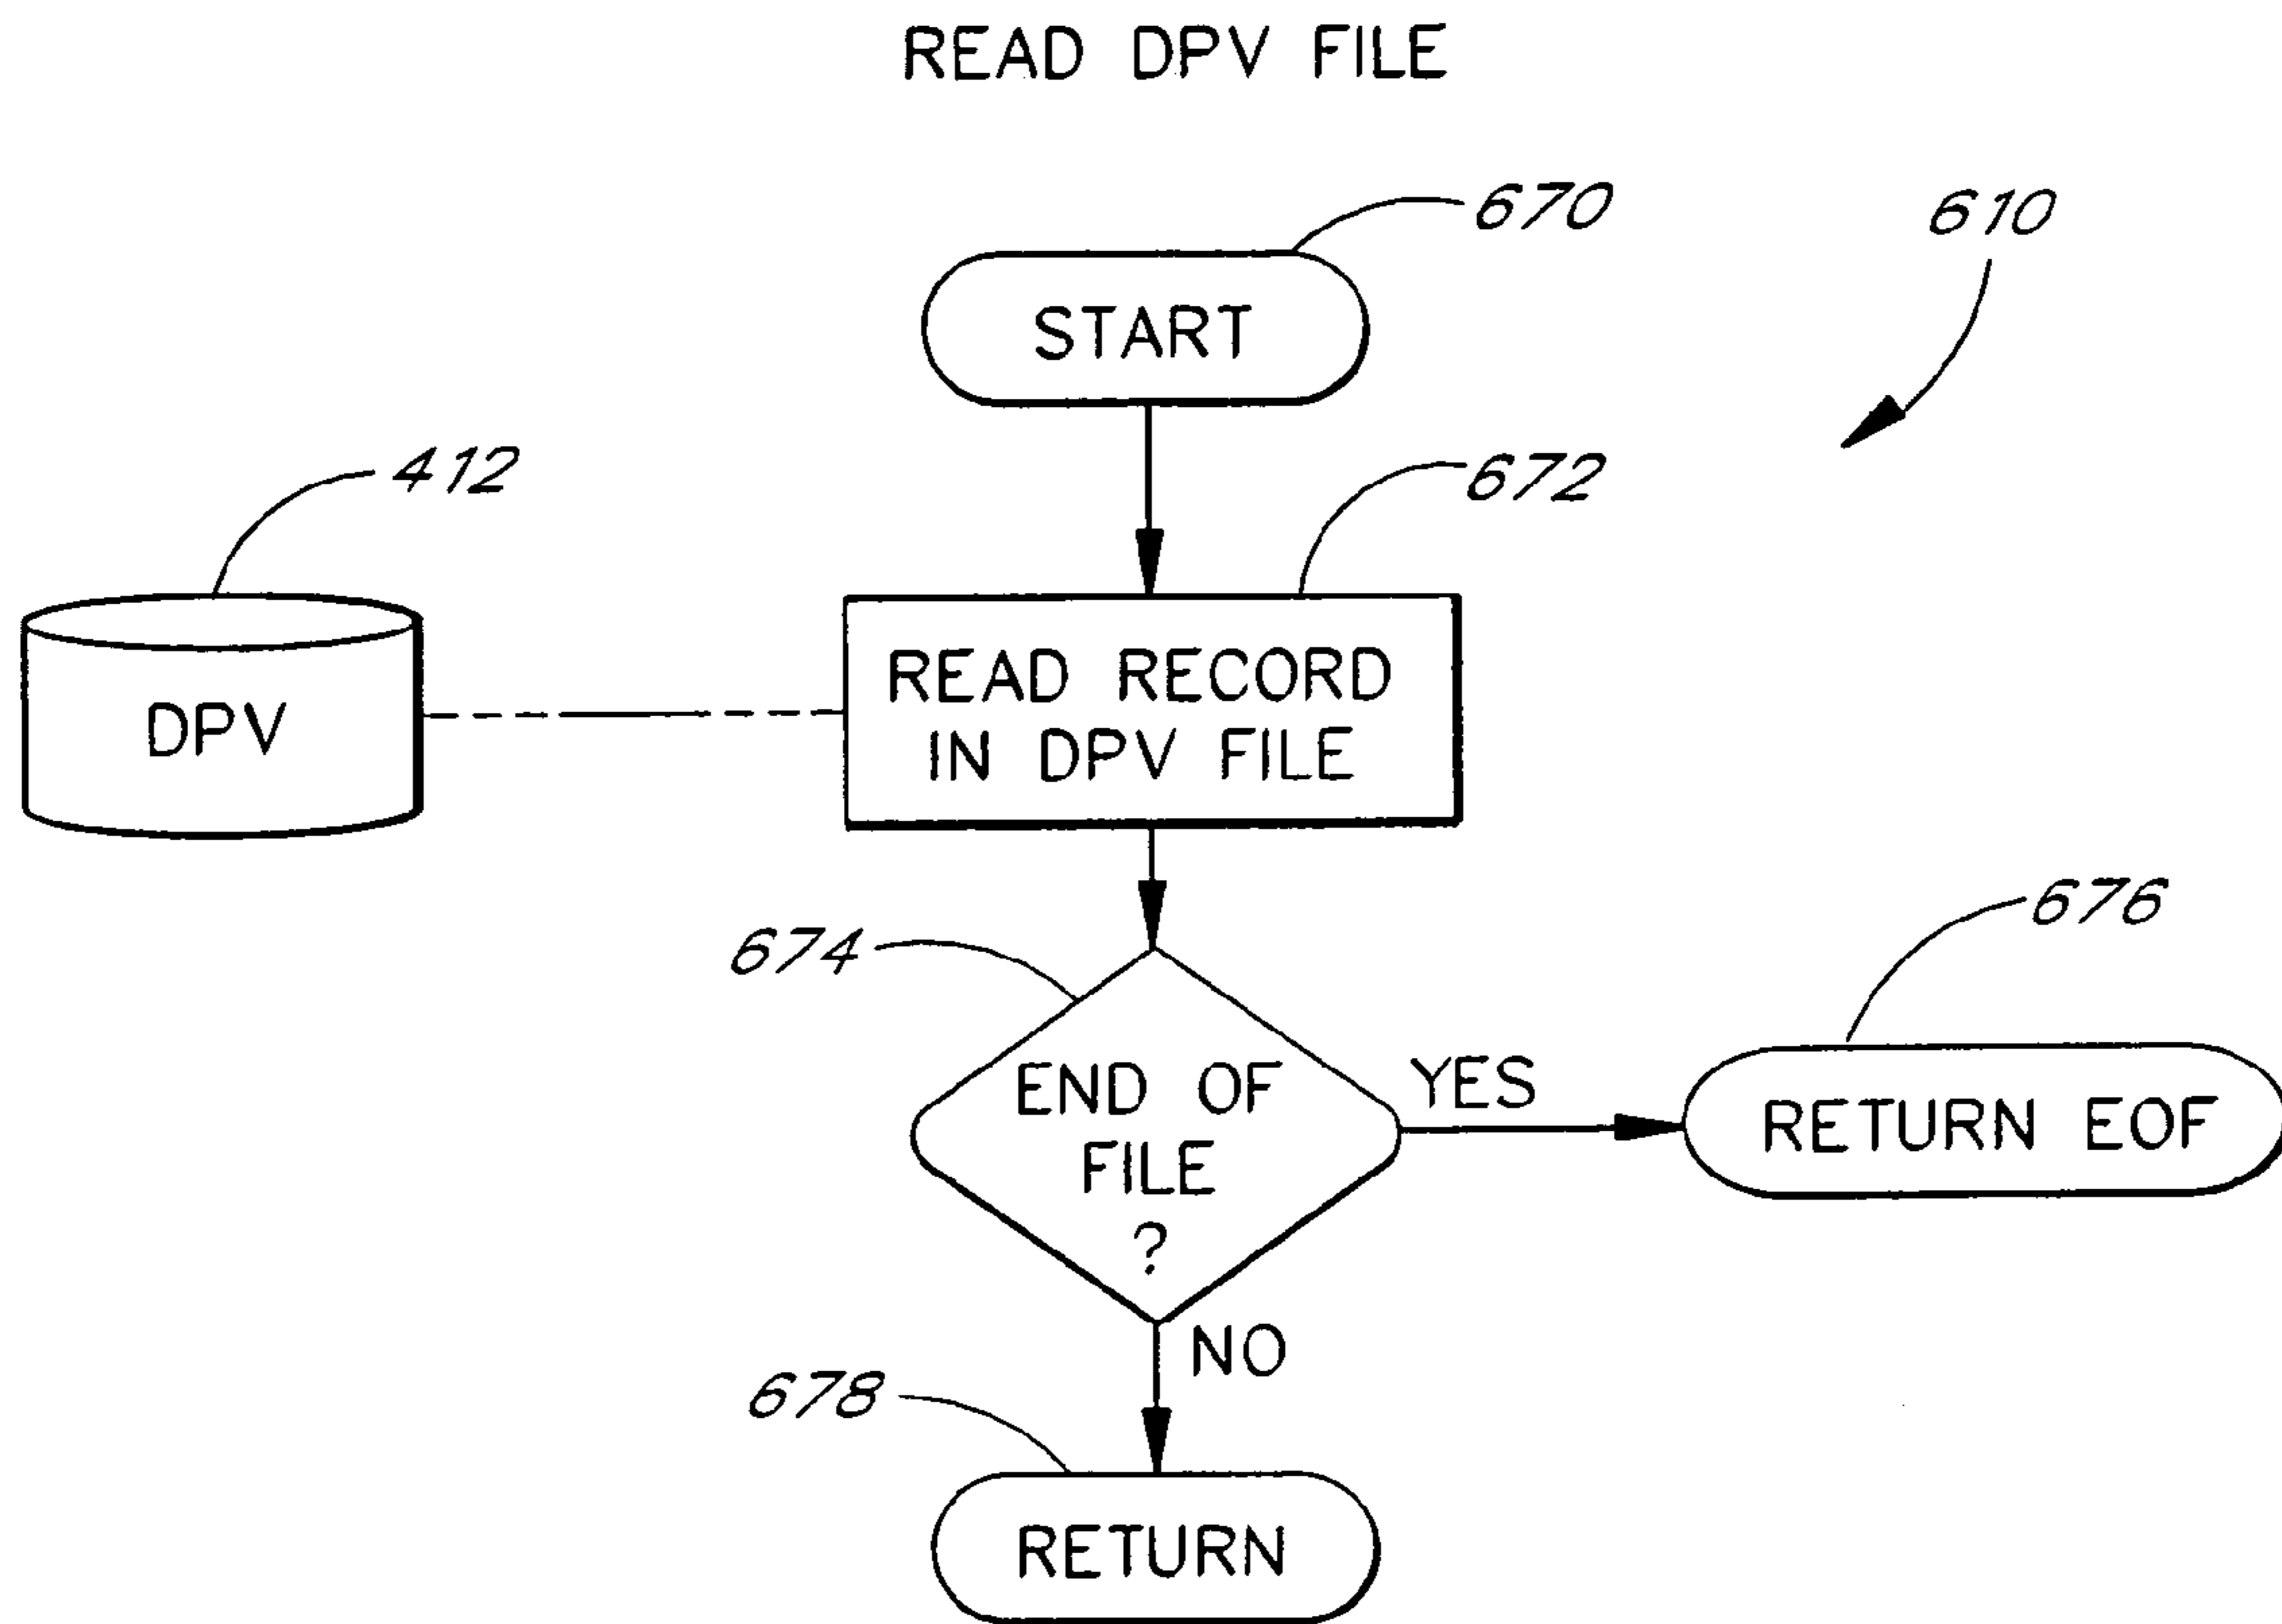 READ DPV FILE
670
610
START
412
672
DPV
READ RECORD
IN DPV FILE
674
676
END OF
FILE
?
YES
RETURN EOF
NO
678
RETURN